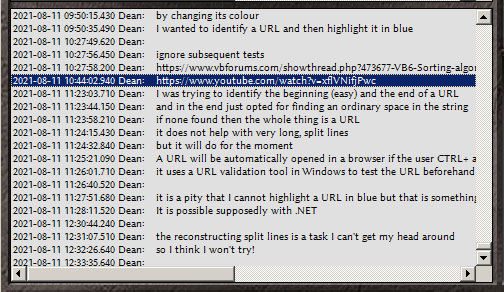 2021-08-11 09:50:15.430 Dean: by changing its colour
2021-08-11 09:50:35.490 Dean: I wanted to identify a URL and then highlight it in blue
2021-08-11 10:27:49.620 Dean:
2021-08-11 10:27:56.450 Dean: ignore subsequent tests
2021-08-11 10:27:58.200 Dean: https://www.vbforums.com/showthread.php?473677-VB6-Sorting-algor
2021-08-11 10:44:02.940 Dean: https://www.youtube.com/watch?v=xflVNifjPwc
2021-08-11 11:23:03.710 Dean: I was trying to identify the beginning (easy) and the end of a URL
2021-08-11 11:23:44.150 Dean: and in the end just opted for finding an ordinary space in the string
2021-08-11 11:23:58.210 Dean: if none found then the whole thing is a URL
2021-08-11 11:24:15.430 Dean: it does not help with very long, split lines
2021-08-11 11:24:32.840 Dean: but it will do for the moment
2021-08-11 11:25:21.090 Dean: A URL will be automatically opened in a browser if the user CTRL+ a
2021-08-11 11:26:01.710 Dean: it uses a URL validation tool in Windows to test the URL beforehand
2021-08-11 11:26:40.520 Dean:
2021-08-11 11:27:51.680 Dean: it is a pity that I cannot highlight a URL in blue but that is something
2021-08-11 11:28:11.520 Dean: It is possible supposedly with .NET
2021-08-11 12:30:44.240 Dean:
2021-08-11 12:31:07.510 Dean: the reconstructing split lines is a task I can't get my head around
2021-08-11 12:32:26.640 Dean: so I think I won't try!
2021-08-11 12:33:35.640 Dean: